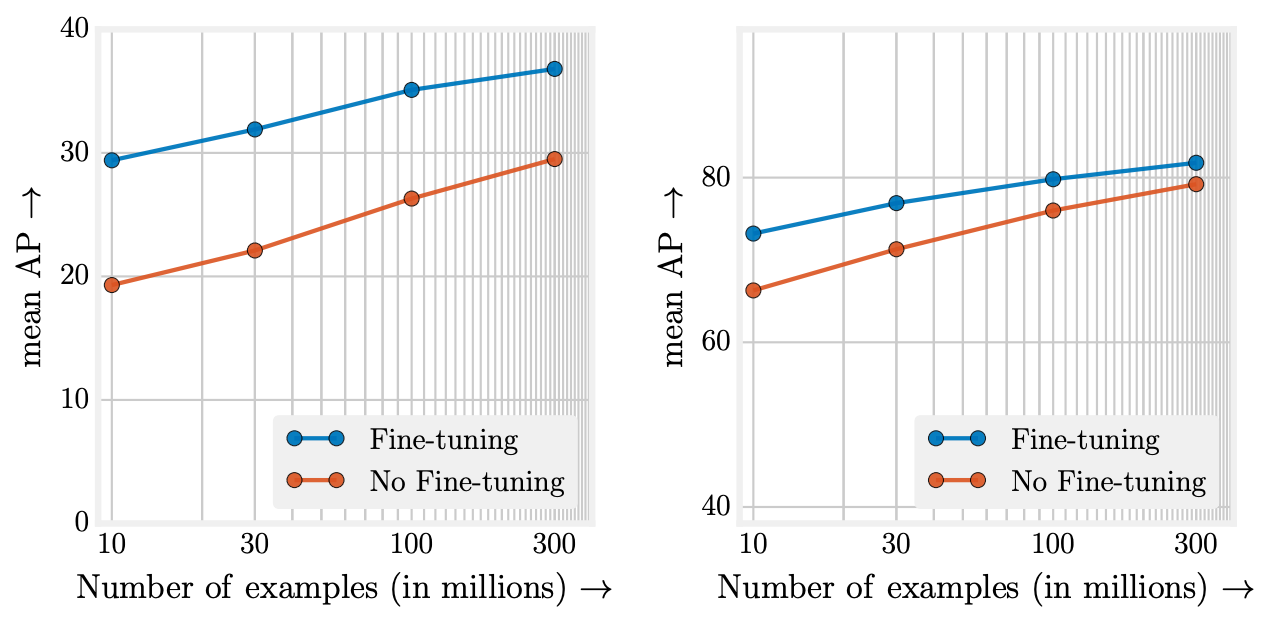 40
30
20
10
0
mean AP →
10 30 100 300
Number of examples (in millions) →
Fine-tuning
No Fine-tuning
80
60
40
mean AP →
10 30 100 300
Number of examples (in millions) →
Fine-tuning
No Fine-tuning